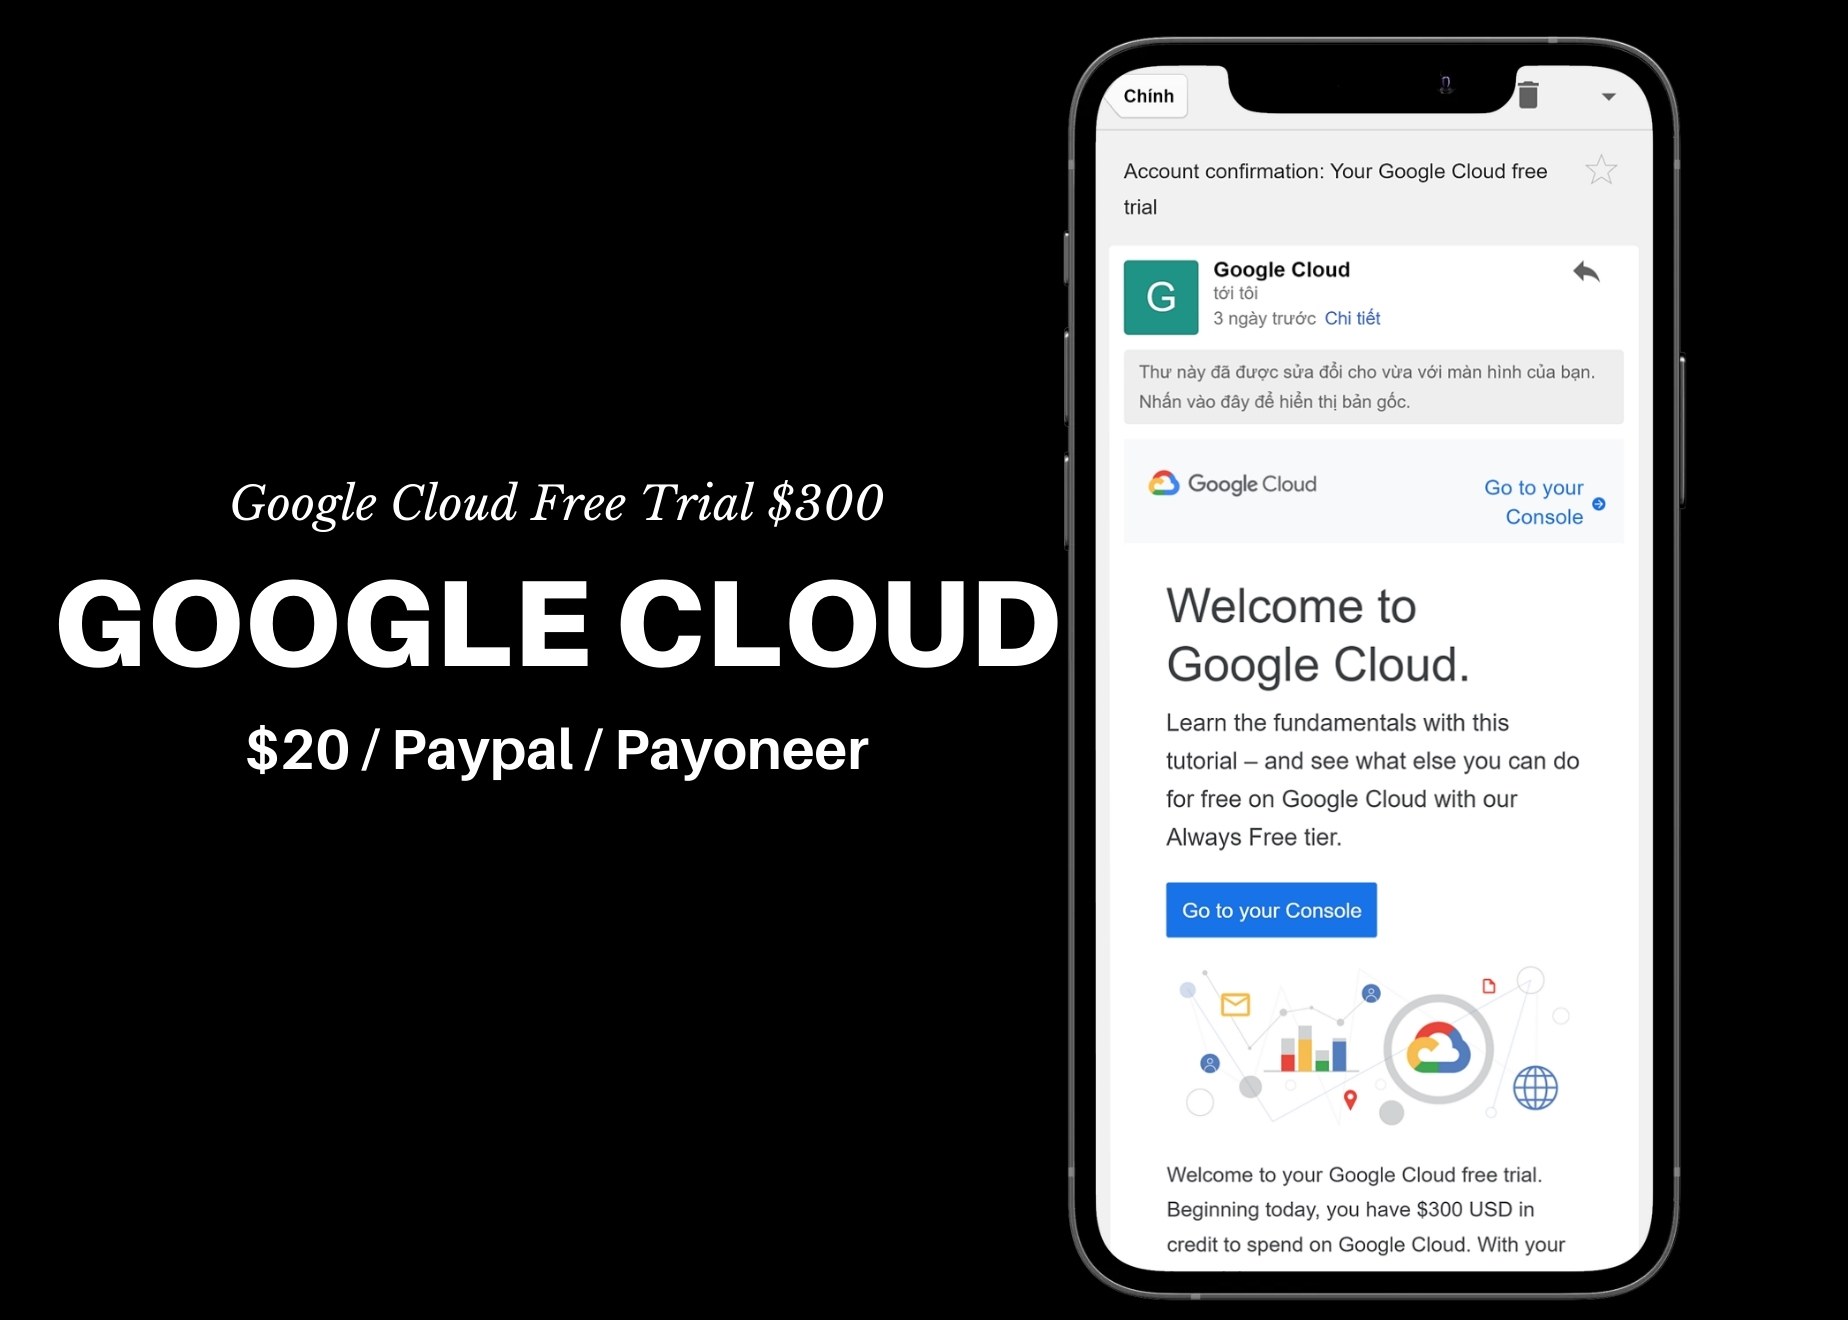 Google Cloud Free Trial $300
GOOGLE CLOUD
$20 / Paypal / Payoneer
Chính
Account confirmation: Your Google Cloud free
trial
G
Google Cloud
tới tôi
3 ngày trước Chi tiết
Thư này đã được sửa đổi cho vừa với màn hình của bạn.
Nhấn vào đây để hiển thị bản gốc.
Google Cloud
Go to your
Console
Welcome to
Google Cloud.
Learn the fundamentals with this
tutorial – and see what else you can do
for free on Google Cloud with our
Always Free tier.
Go to your Console
Welcome to your Google Cloud free trial.
Beginning today, you have $300 USD in
credit to spend on Google Cloud. With your